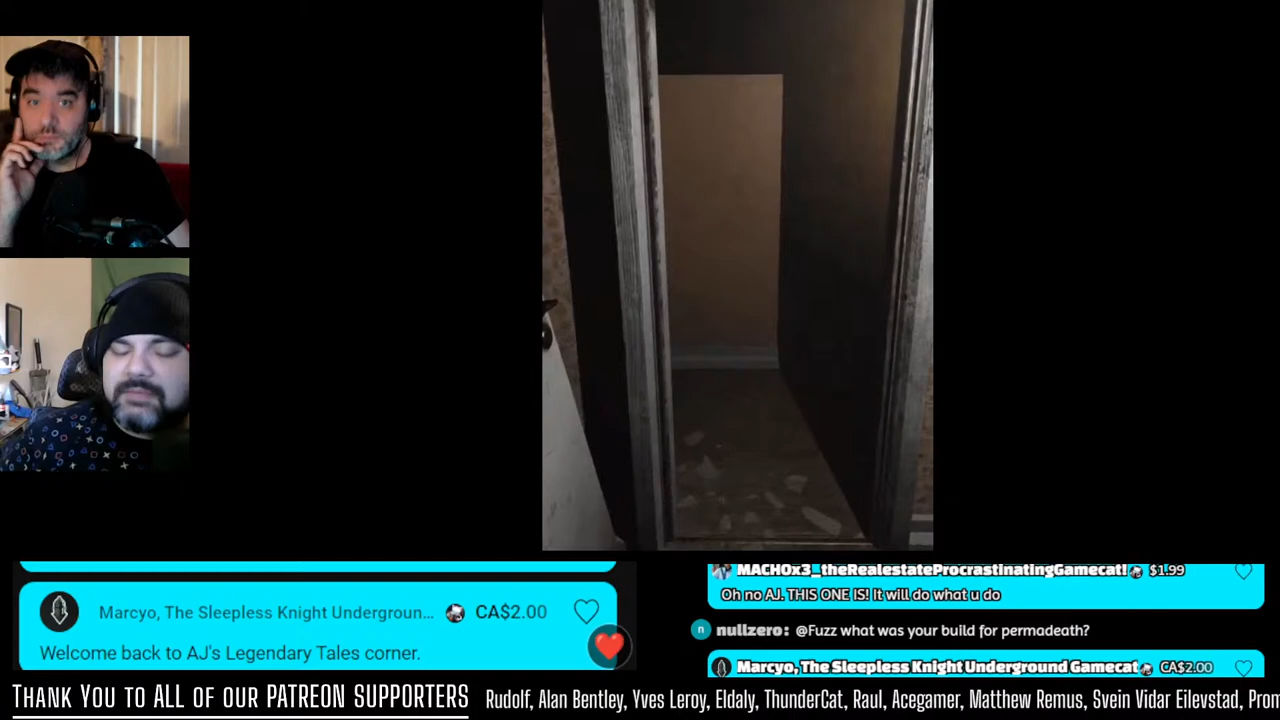 Marcyo, The Sleepless Knight Undergroun... CA$2.00
Welcome back to AJ's Legendary Tales corner.
MACHOx3_theRealestateProcrastinatingGamecat! $1.99
Oh no AJ. THIS ONE IS! It will do what u do
n nullzero: @Fuzz what was your build for permadeath?
Marcyo, The Sleepless Knight Underground Gamecat CA$2.00
THANK YOU TO ALL OF OUR PATREON SUPPORTERS
Rudolf, Alan Bentley, Yves Leroy, Eldaly, ThunderCat, Raul, Acegamer, Matthew Remus, Svein Vidar Eilevstad, Pron